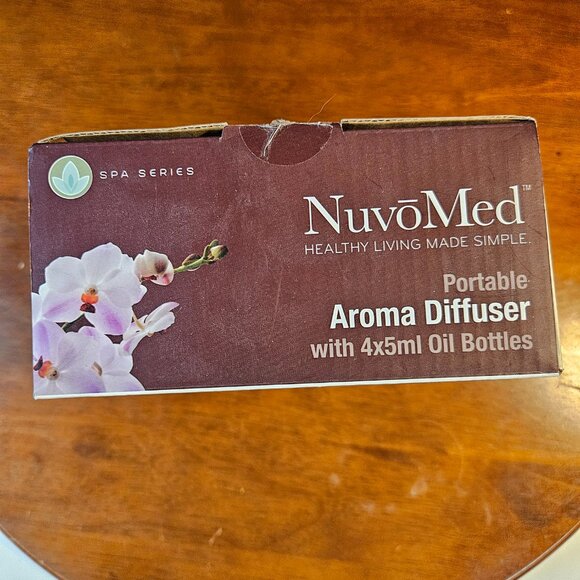 SPA SERIES
NuvōMed™
HEALTHY LIVING MADE SIMPLE.
Portable
Aroma Diffuser
with 4x5ml Oil Bottles